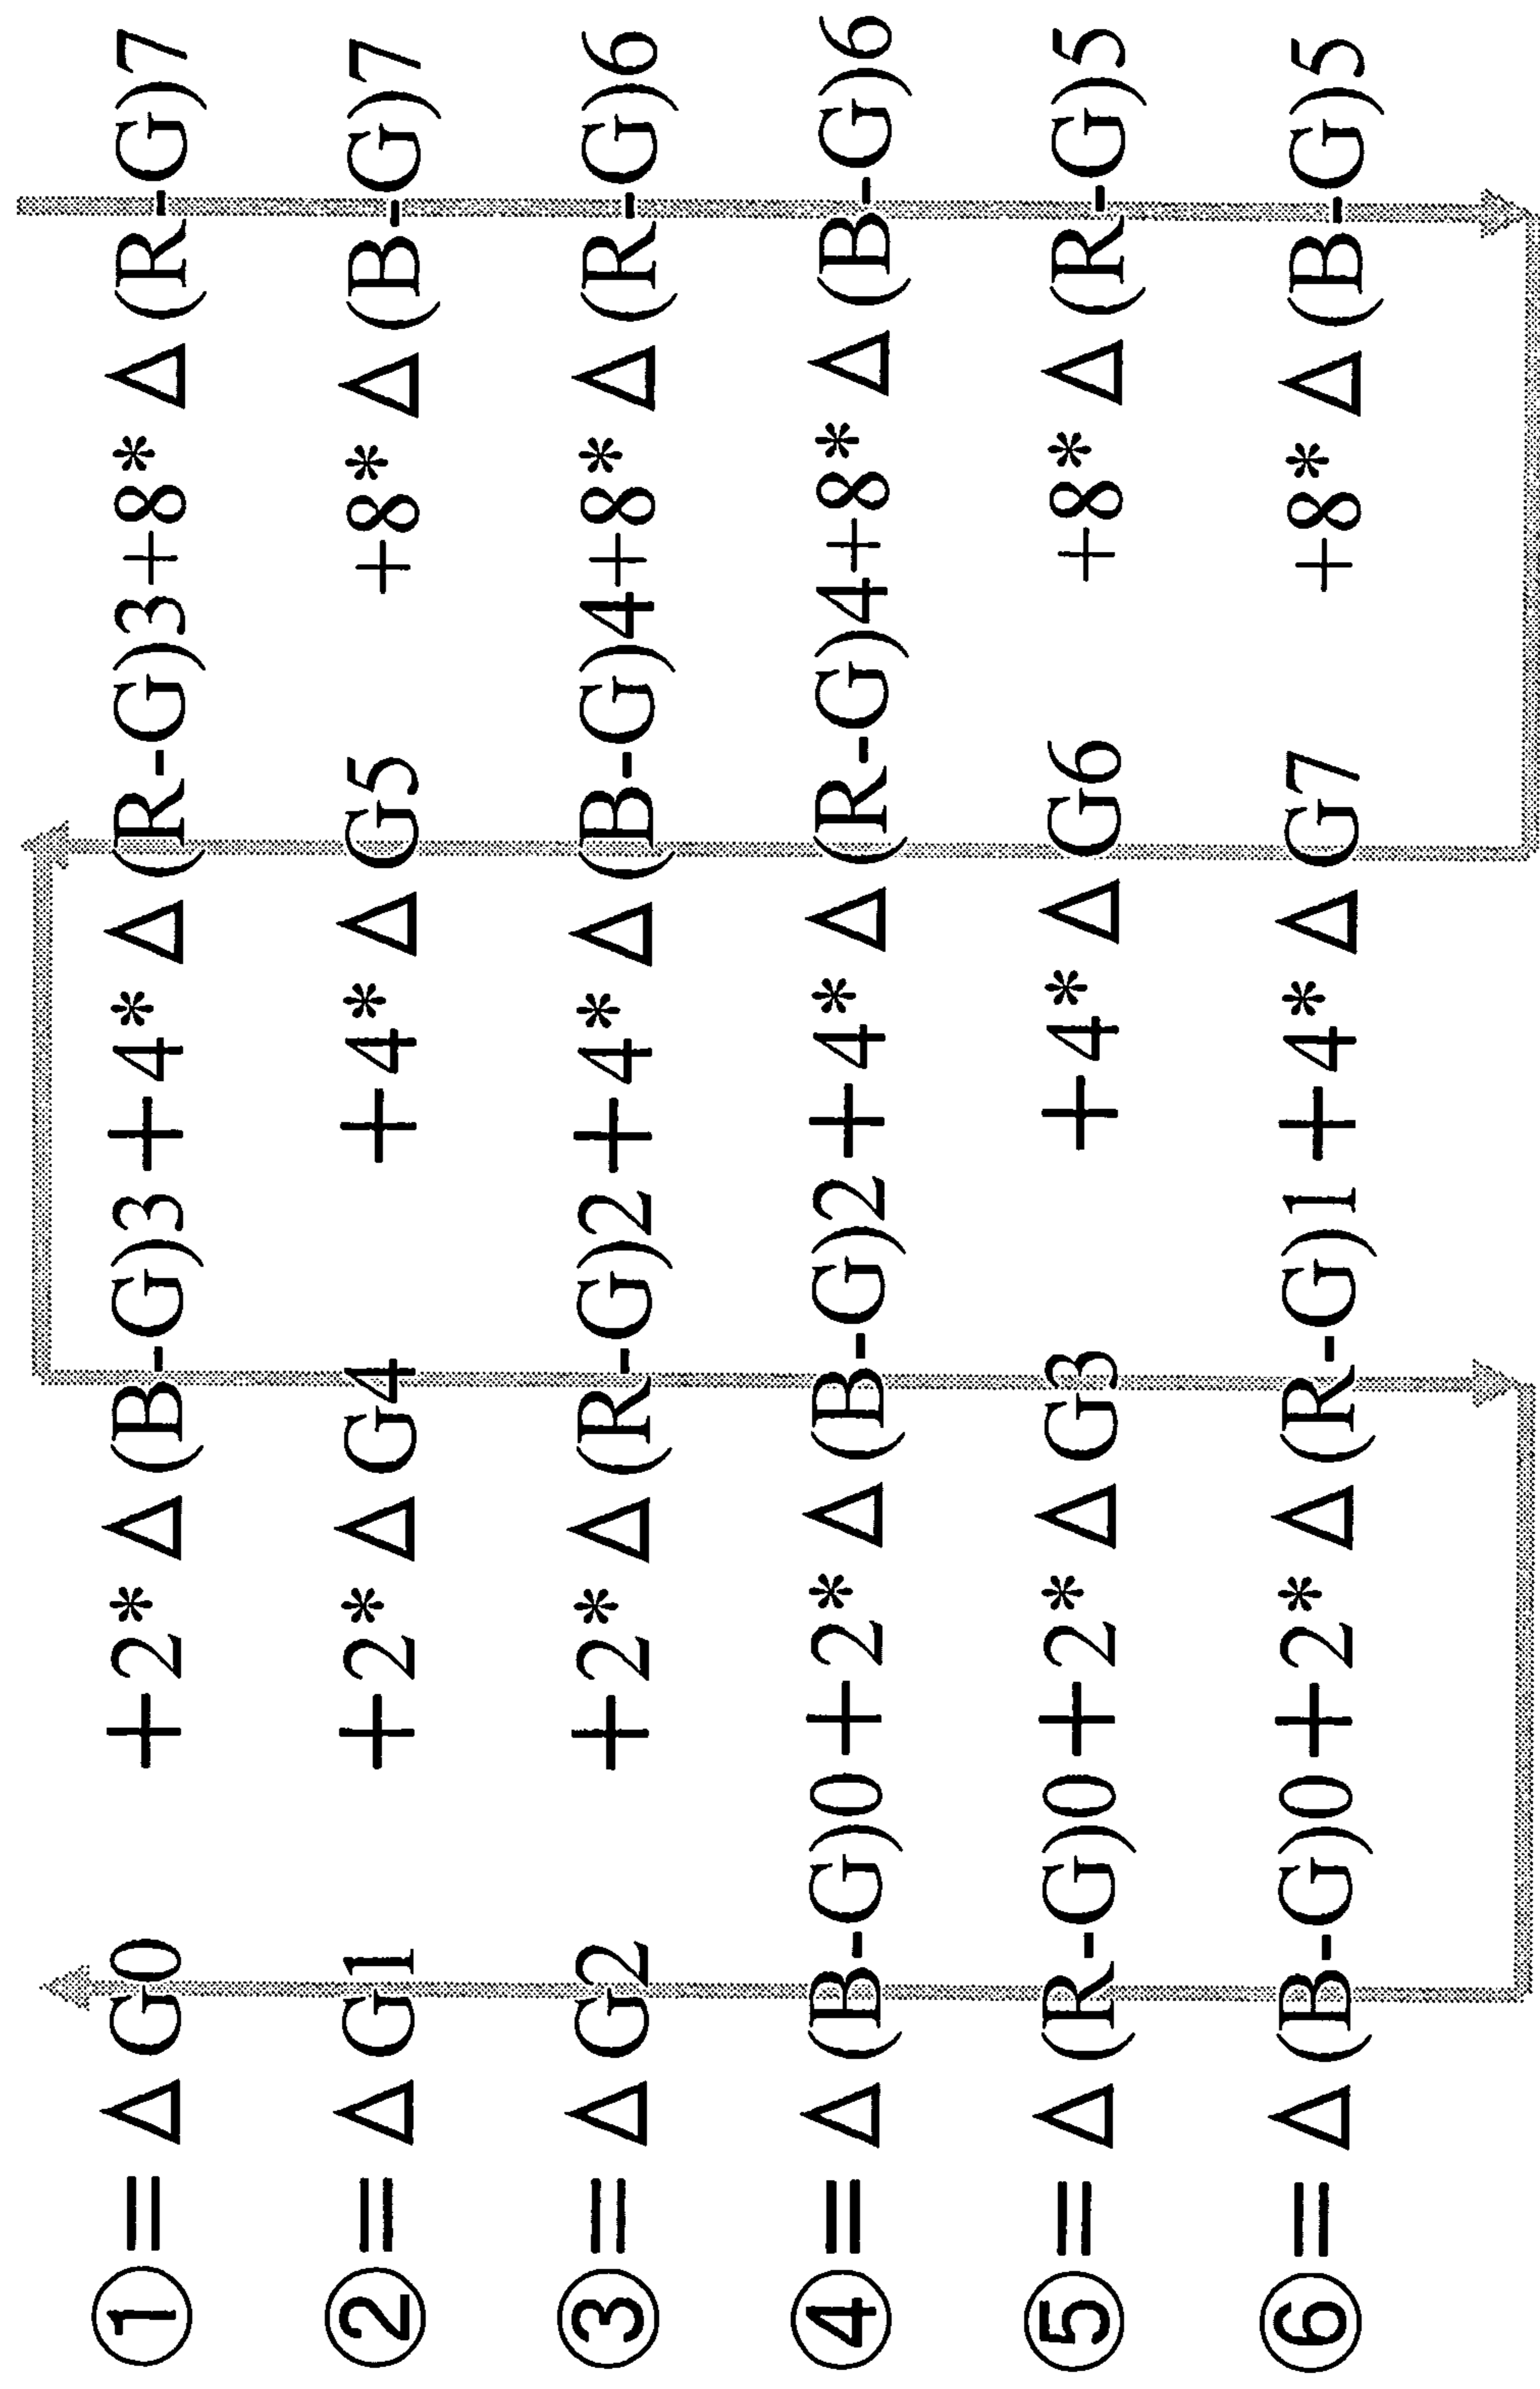 ①=ΔG0 +2*Δ(B-G)3+4*Δ(R-G)3+8*Δ(R-G)7
②=ΔG1 +2*ΔG4 +4*ΔG5 +8*Δ(B-G)7
③=ΔG2 +2*Δ(R-G)2+4*Δ(B-G)4+8*Δ(R-G)6
④=Δ(B-G)0+2*Δ(B-G)2+4*Δ(R-G)4+8*Δ(B-G)6
⑤=Δ(R-G)0+2*ΔG3 +4*ΔG6 +8*Δ(R-G)5
⑥=Δ(B-G)0+2*Δ(R-G)1+4*ΔG7 +8*Δ(B-G)5